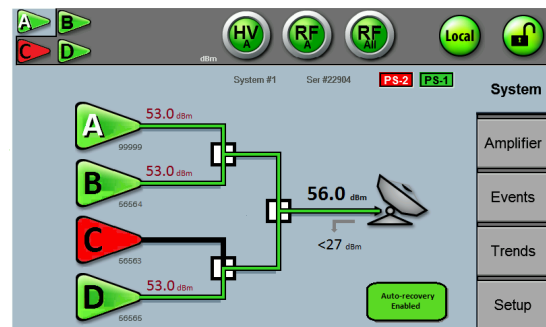 A B
C D
dBm
HV
A
RF
A
RF
All
Local
System #1 Ser #22904 PS-2 PS-1
System
Amplifier
Events
Trends
Setup
A 53.0 dBm
99999
B 53.0 dBm
66664
C
66563
D 53.0 dBm
66565
56.0 dBm
<27 dBm
Auto-recovery
Enabled